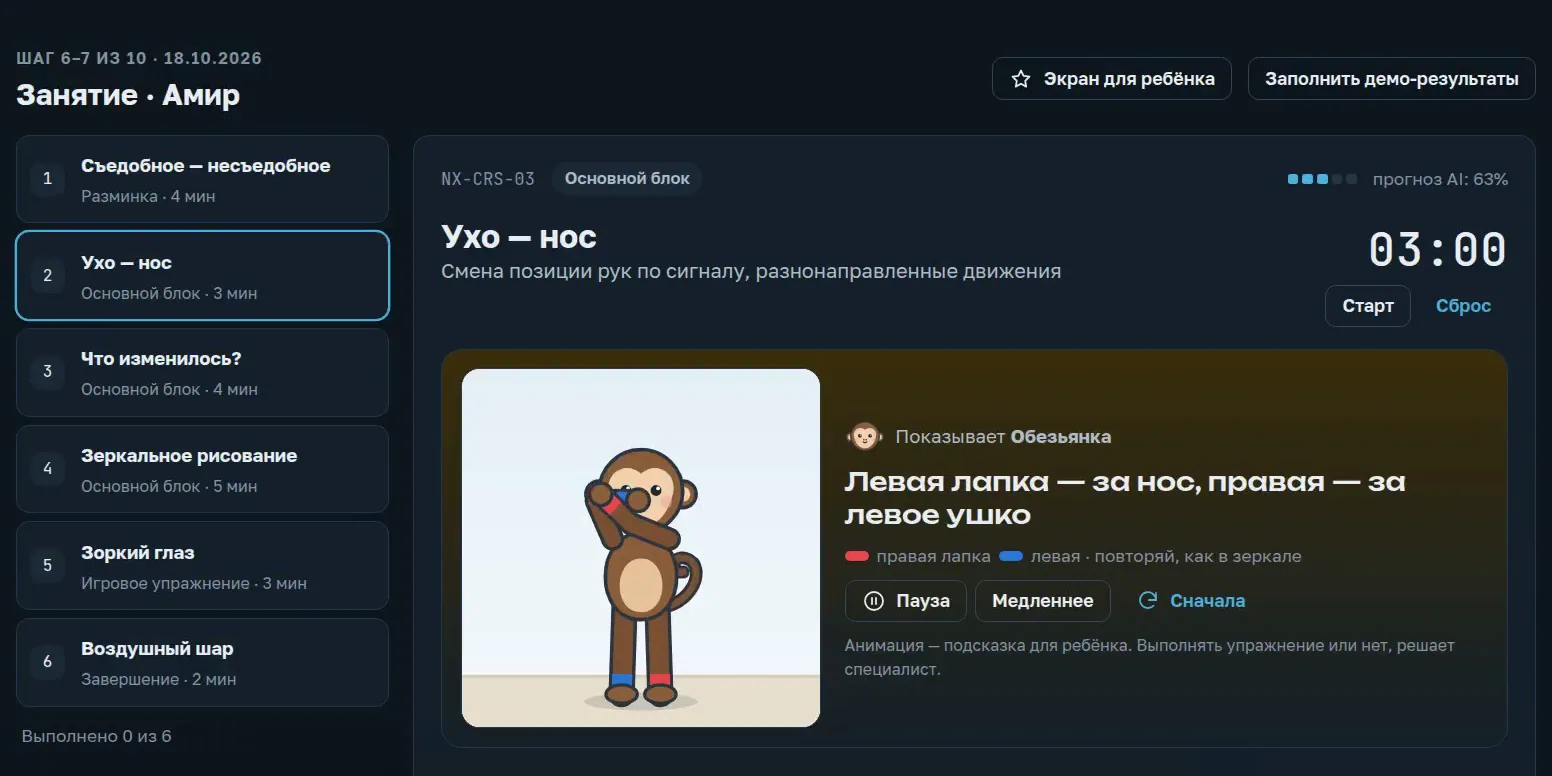 ШАГ 6–7 ИЗ 10 · 18.10.2026
Занятие · Амир
Экран для ребёнка
Заполнить демо-результаты
1
Съедобное — несъедобное
Разминка · 4 мин
2
Ухо — нос
Основной блок · 3 мин
3
Что изменилось?
Основной блок · 4 мин
4
Зеркальное рисование
Основной блок · 5 мин
5
Зоркий глаз
Игровое упражнение · 3 мин
6
Воздушный шар
Завершение · 2 мин
Выполнено 0 из 6
NX-CRS-03
Основной блок
прогноз AI: 63%
Ухо — нос
Смена позиции рук по сигналу, разнонаправленные движения
03:00
Старт
Сброс
Показывает Обезьянка
Левая лапка — за нос, правая — за
левое ушко
правая лапка левая · повторяй, как в зеркале
Пауза
Медленнее
Сначала
Анимация — подсказка для ребёнка. Выполнять упражнение или нет, решает
специалист.